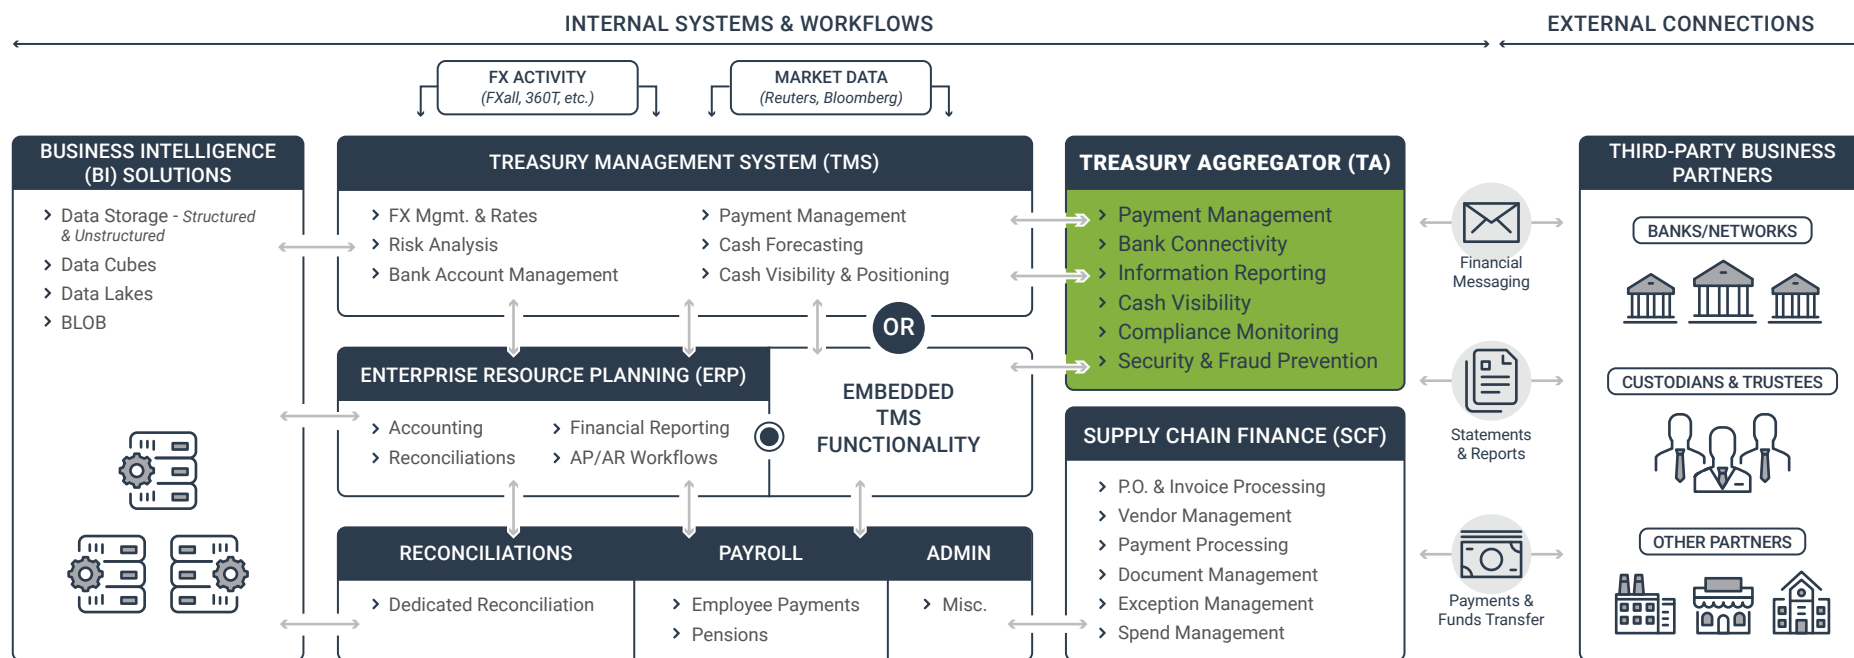 INTERNAL SYSTEMS & WORKFLOWS
EXTERNAL CONNECTIONS
FX ACTIVITY
(FXall, 360T, etc.)
MARKET DATA
(Reuters, Bloomberg)
BUSINESS INTELLIGENCE
(BI) SOLUTIONS
Data Storage - Structured
& Unstructured
Data Cubes
Data Lakes
BLOB
TREASURY MANAGEMENT SYSTEM (TMS)
FX Mgmt. & Rates
Risk Analysis
Bank Account Management
Payment Management
Cash Forecasting
Cash Visibility & Positioning
OR
ENTERPRISE RESOURCE PLANNING (ERP)
Accounting
Reconciliations
Financial Reporting
AP/AR Workflows
EMBEDDED
TMS
FUNCTIONALITY
RECONCILIATIONS
Dedicated Reconciliation
PAYROLL
Employee Payments
Pensions
ADMIN
Misc.
TREASURY AGGREGATOR (TA)
Payment Management
Bank Connectivity
Information Reporting
Cash Visibility
Compliance Monitoring
Security & Fraud Prevention
SUPPLY CHAIN FINANCE (SCF)
P.O. & Invoice Processing
Vendor Management
Payment Processing
Document Management
Exception Management
Spend Management
Financial
Messaging
Statements
& Reports
Payments &
Funds Transfer
THIRD-PARTY BUSINESS
PARTNERS
BANKS/NETWORKS
CUSTODIANS & TRUSTEES
OTHER PARTNERS